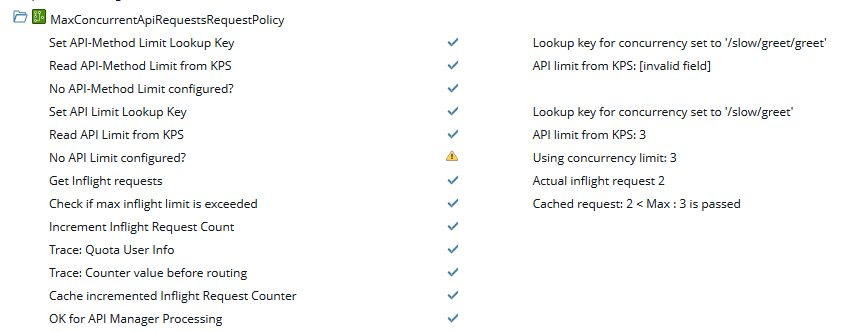 MaxConcurrentApiRequestsRequestPolicy
Set API-Method Limit Lookup Key Lookup key for concurrency set to '/slow/greet/greet'
Read API-Method Limit from KPS API limit from KPS: [invalid field]
No API-Method Limit configured?
Set API Limit Lookup Key Lookup key for concurrency set to '/slow/greet'
Read API Limit from KPS API limit from KPS: 3
No API Limit configured? Using concurrency limit: 3
Get Inflight requests Actual inflight request 2
Check if max inflight limit is exceeded Cached request: 2 < Max : 3 is passed
Increment Inflight Request Count
Trace: Quota User Info
Trace: Counter value before routing
Cache incremented Inflight Request Counter
OK for API Manager Processing